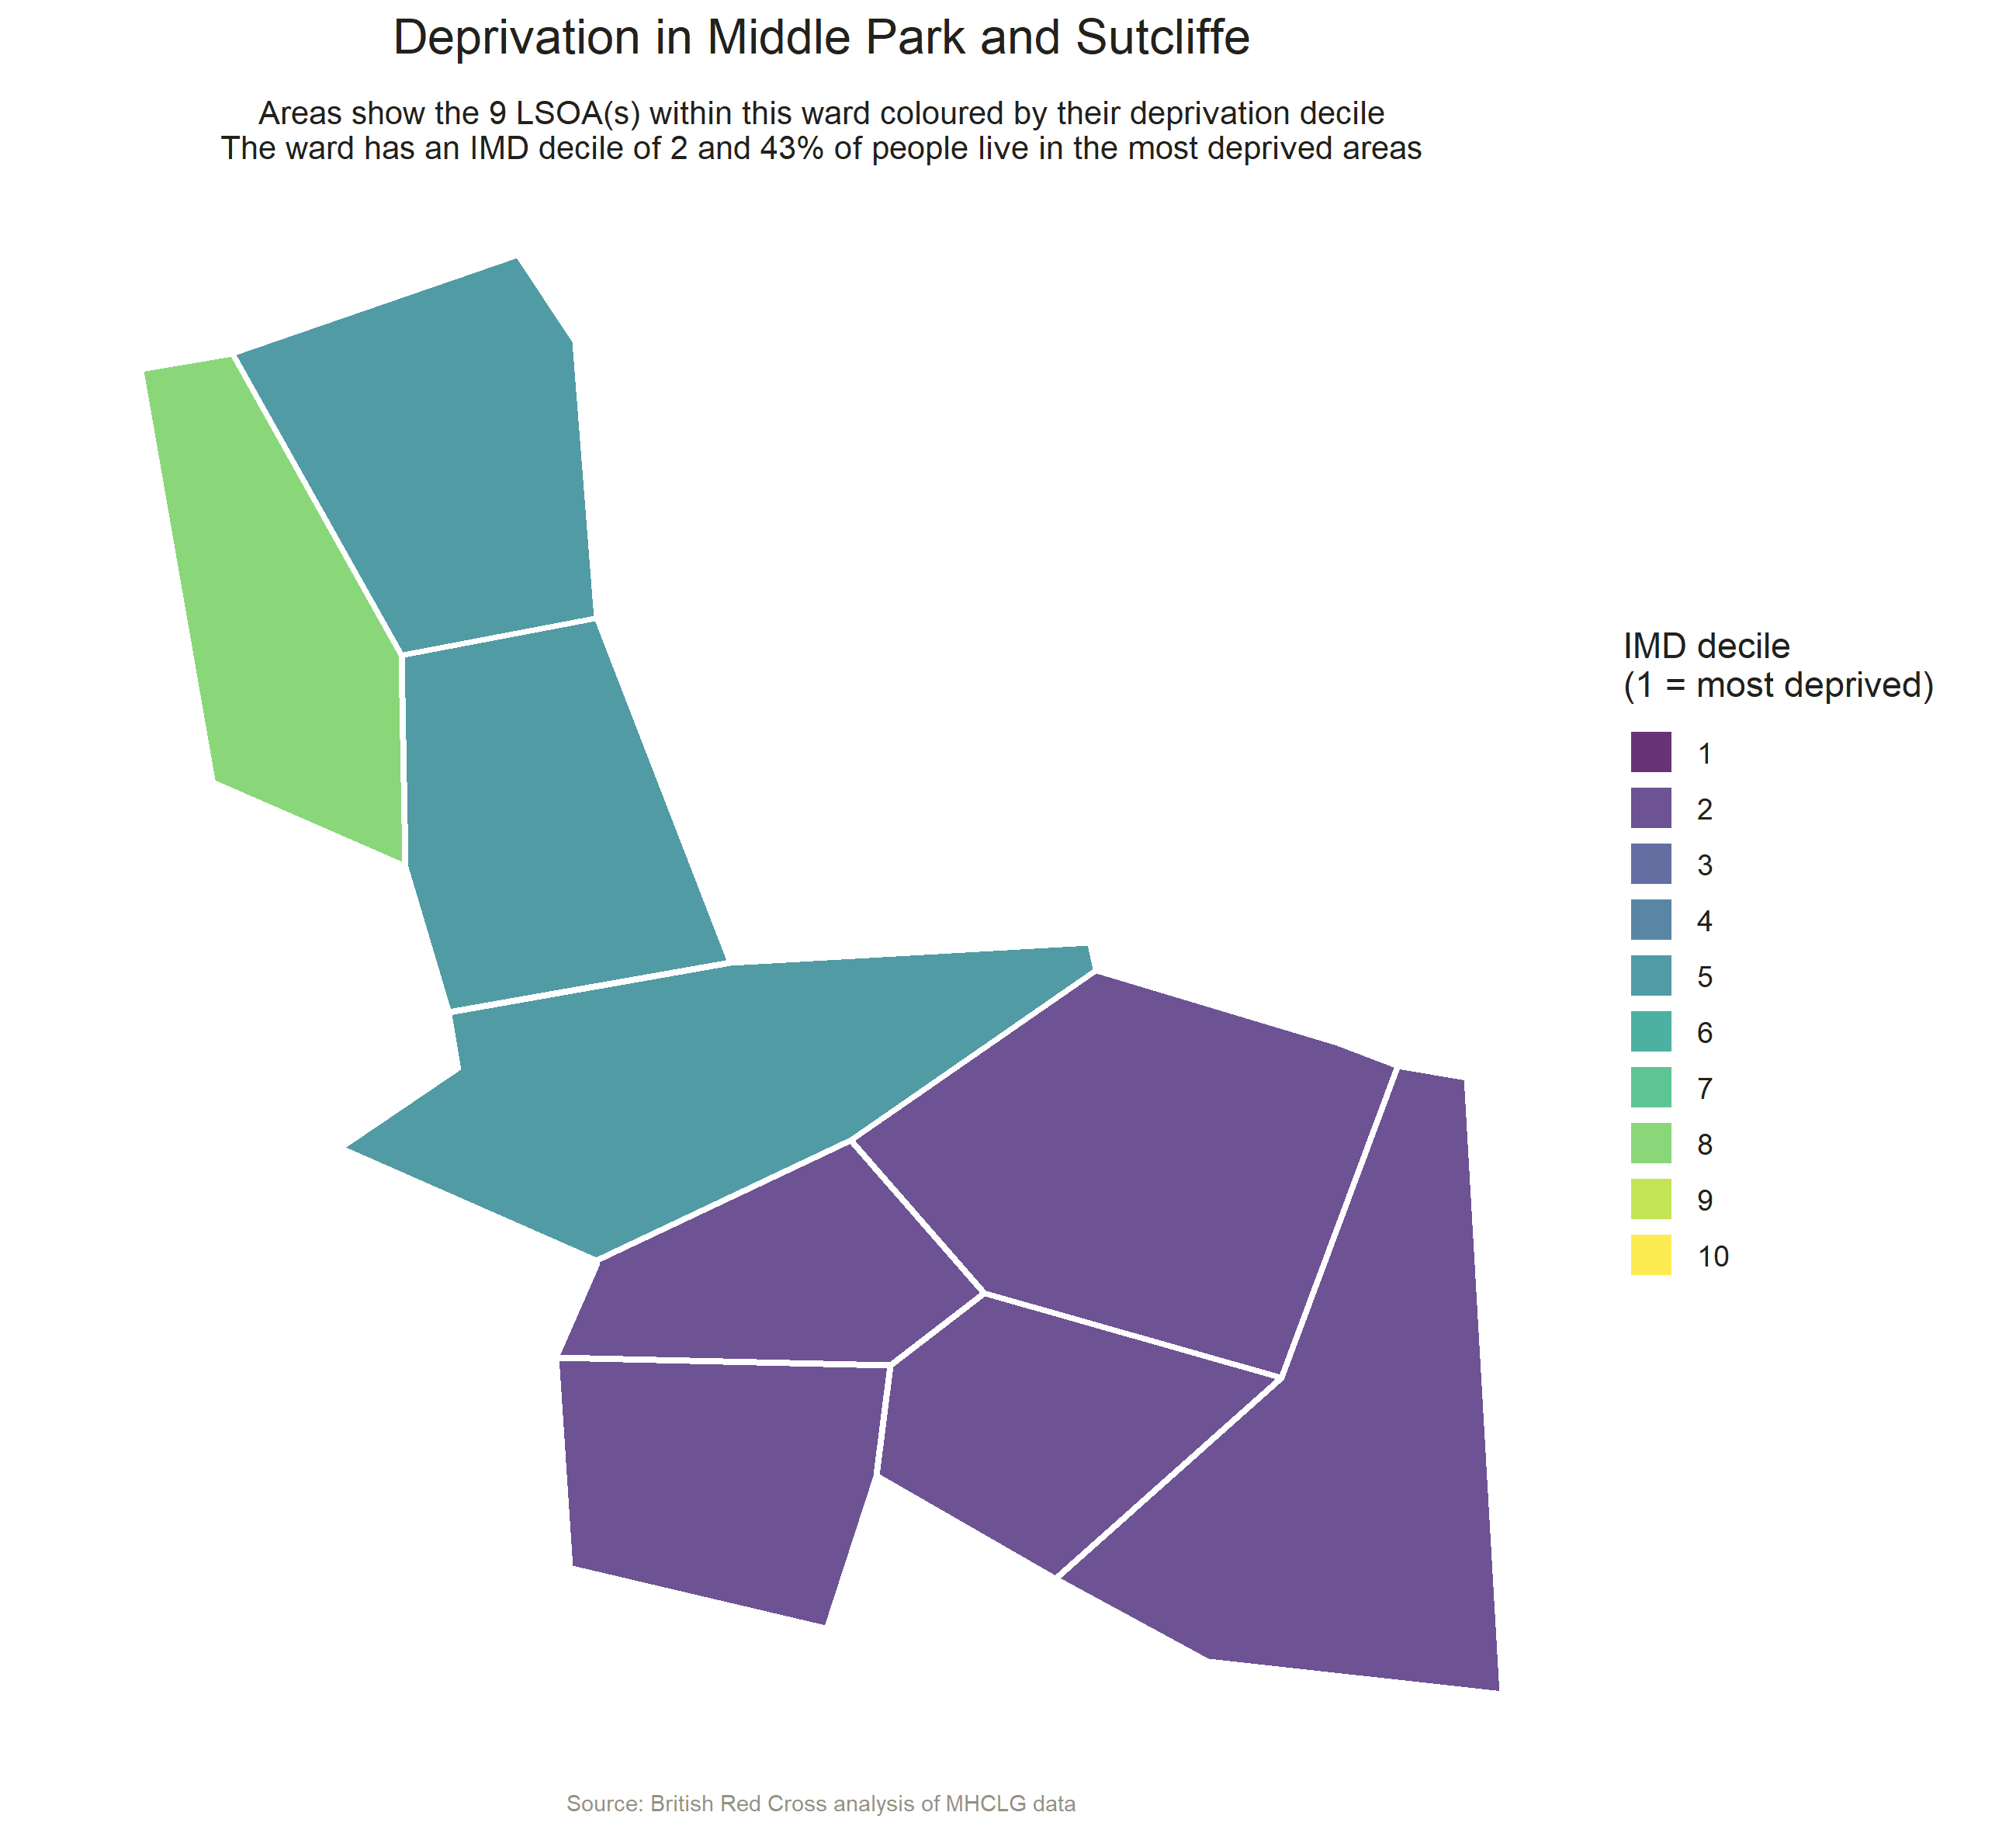 Deprivation in Middle Park and Sutcliffe
Areas show the 9 LSOA(s) within this ward coloured by their deprivation decile
The ward has an IMD decile of 2 and 43% of people live in the most deprived areas
IMD decile
(1 = most deprived)
1
2
3
4
5
6
7
8
9
10
Source: British Red Cross analysis of MHCLG data